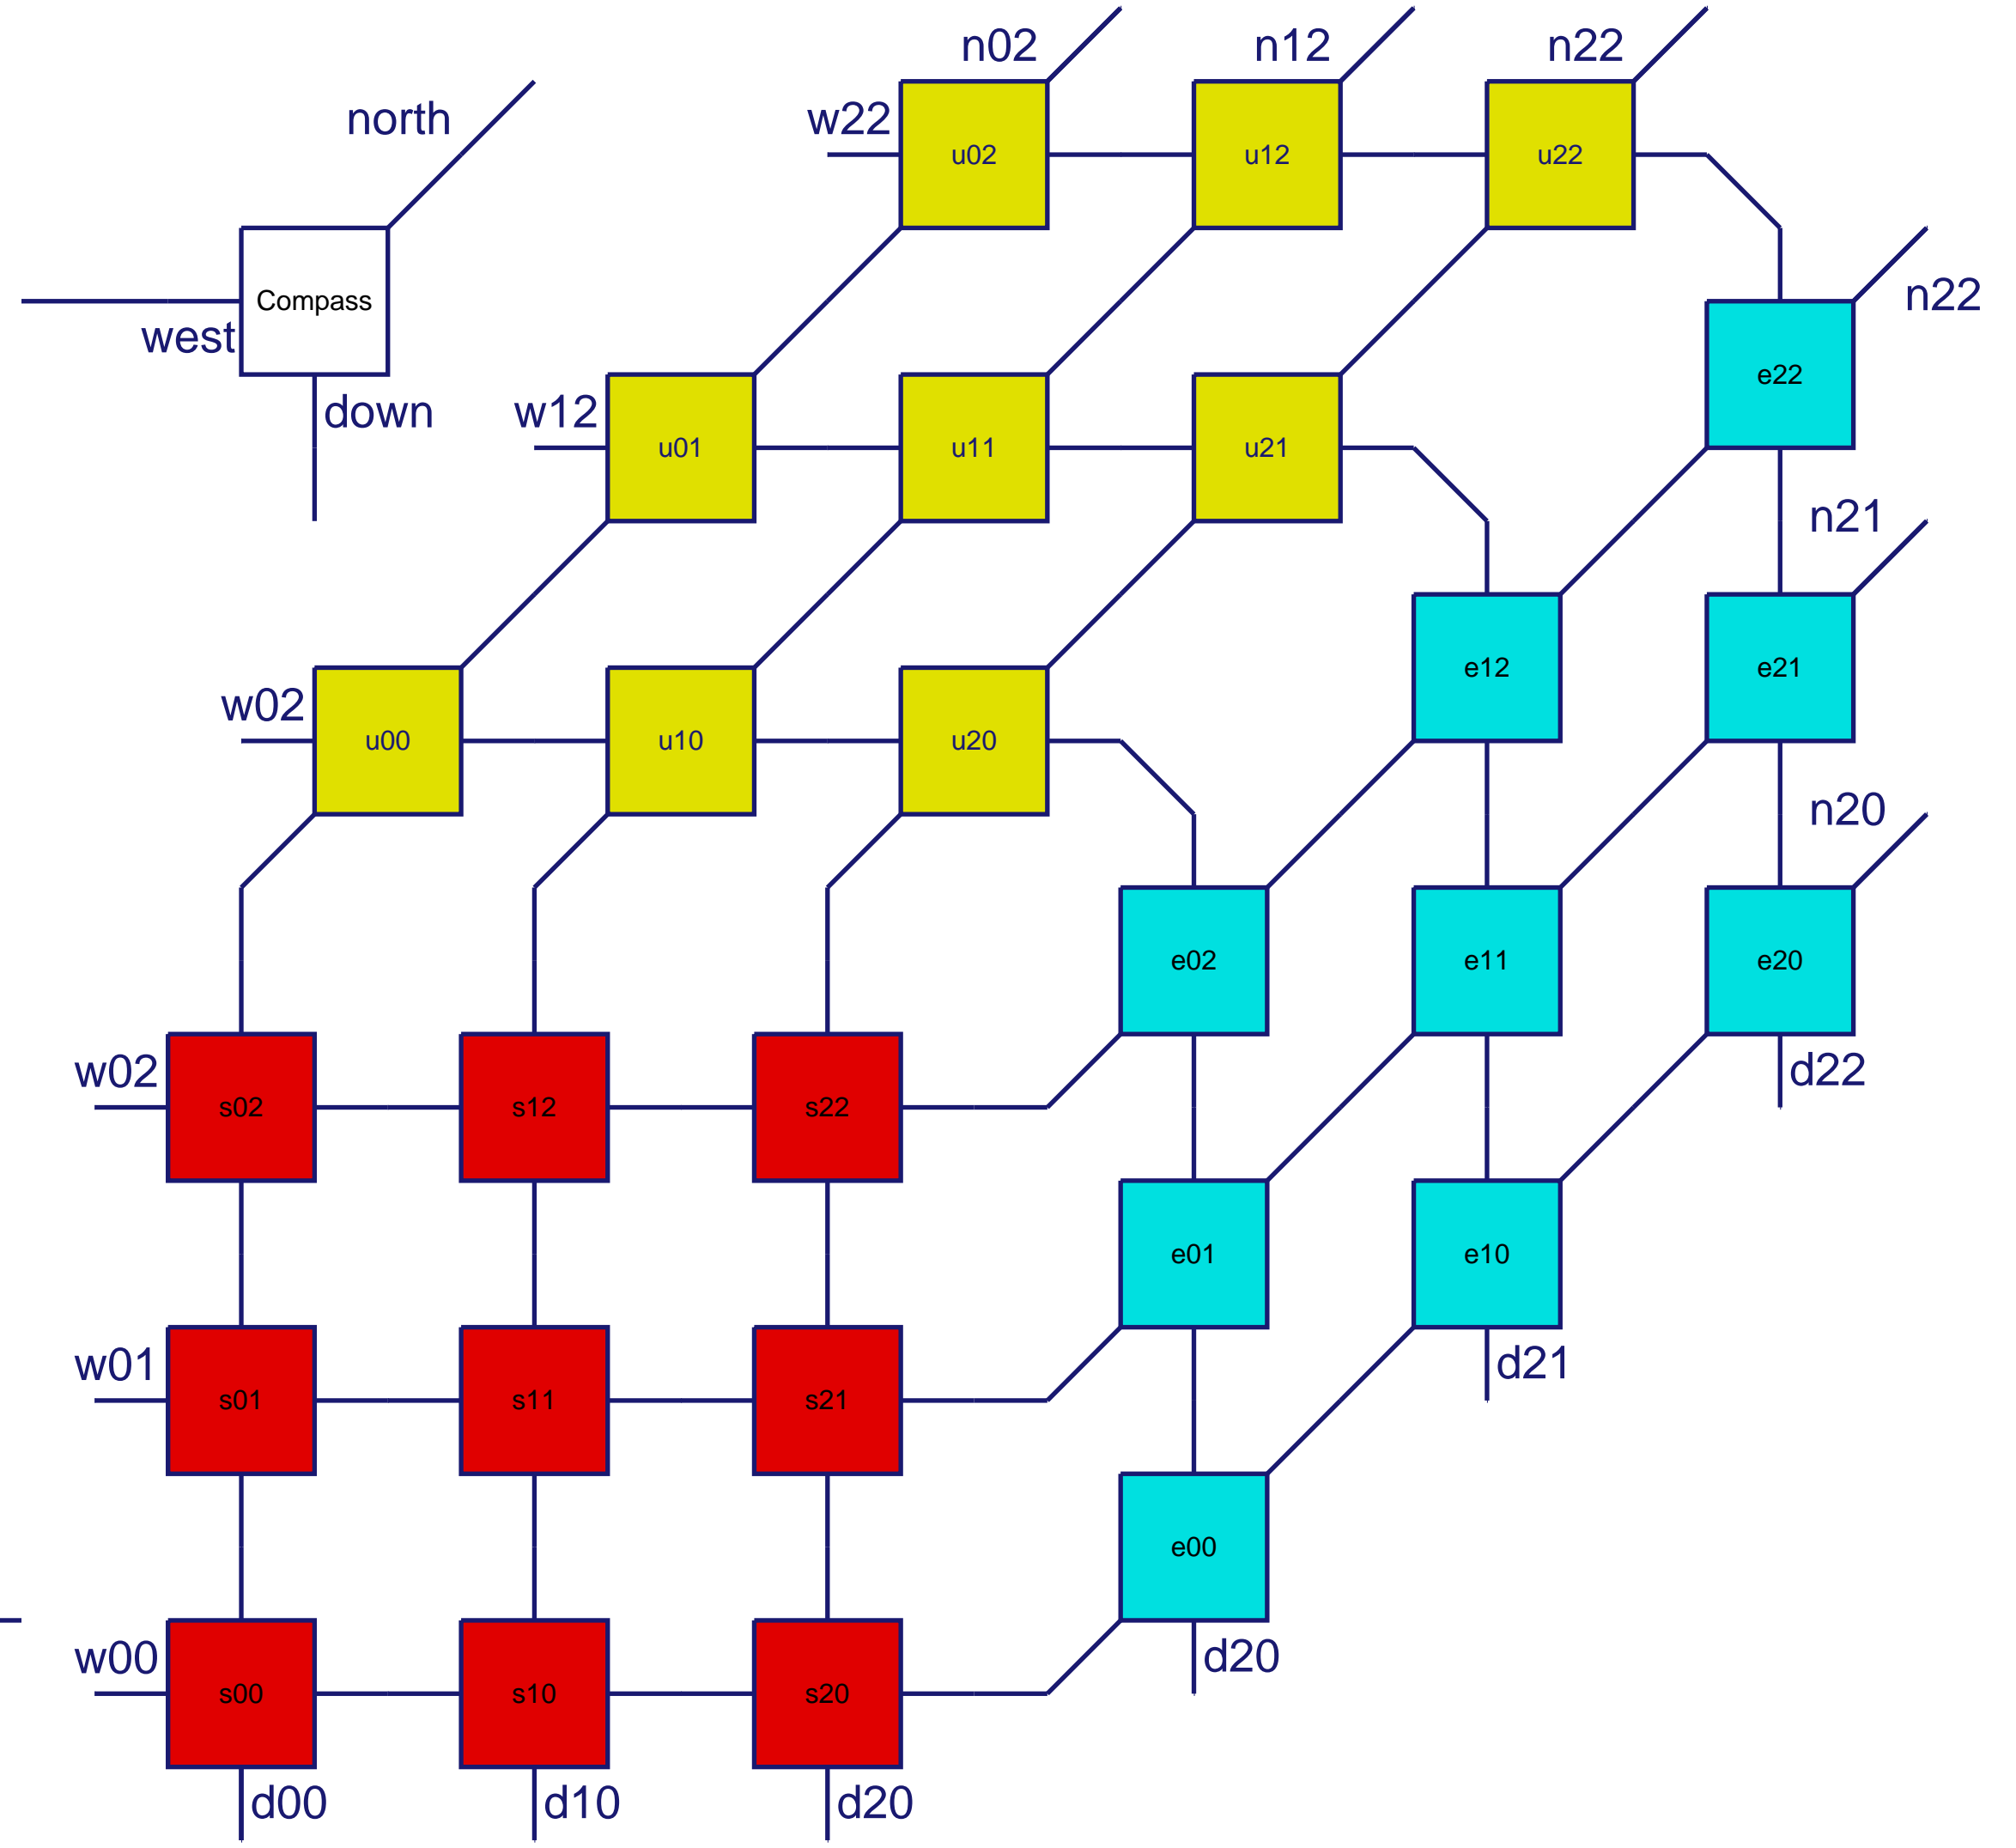 n02 n12 n22
north
w22
u02 u12 u22
Compass
n22
west
e22
down
w12
u01 u11 u21
n21
e12 e21
w02
u00 u10 u20
n20
e02 e11 e20
w02
d22
s02 s12 s22
e01 e10
w01
d21
s01 s11 s21
e00
w00
d20
s00 s10 s20
d00 d10 d20